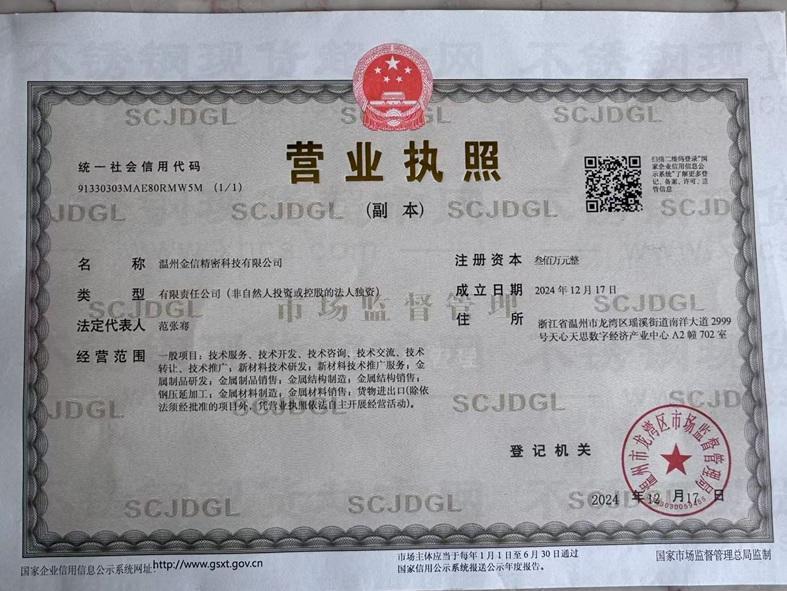 营业执照
(副 本)
统一社会信用代码
91330303MAE80RMW5M (1/1)
扫描二维码登录“国
家企业信用信息公
示系统”了解更多登
记、备案、许可、监
管信息
名 称 温州金信精密科技有限公司
类 型 有限责任公司(非自然人投资或控股的法人独资)
法定代表人 范张骞
经营范围 一般项目：技术服务、技术开发、技术咨询、技术交流、技术
转让、技术推广；新材料技术研发；新材料技术推广服务；金
属制品研发；金属制品销售；金属结构制造；金属结构销售；
钢压延加工；金属材料制造；金属材料销售；货物进出口(除依
法须经批准的项目外，凭营业执照依法自主开展经营活动)。
注册资本 叁佰万元整
成立日期 2024年12月17日
住 所 浙江省温州市龙湾区瑶溪街道南洋大道2999
号天心天思数字经济产业中心A2幢702室
登记机关
温州市龙湾区市场监督管理局
2024 年 12 月 17 日
SCJDGL
市场监督管理
国家企业信用信息公示系统网址:http://www.gsxt.gov.cn
市场主体应当于每年1月1日至6月30日通过
国家信用公示系统报送公示年度报告。
国家市场监督管理总局监制